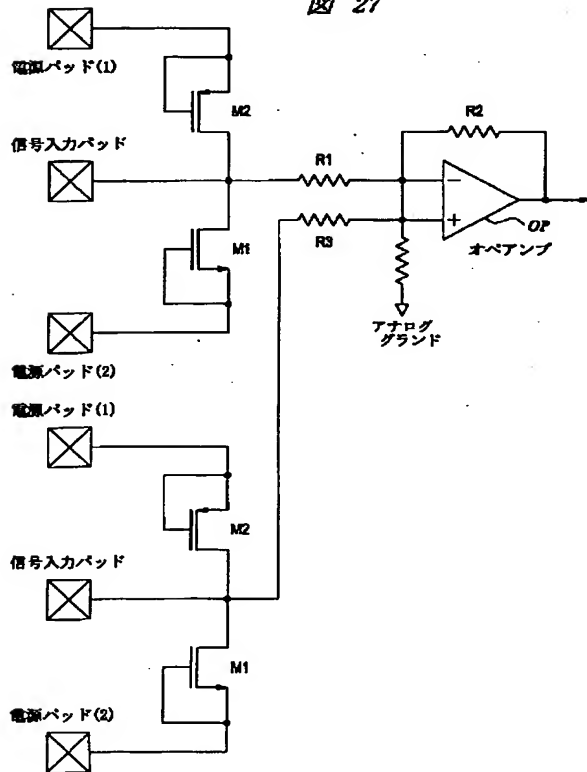 図 27
電源パッド(1)
M2
信号入力パッド
R1
R2
R3
M1
OP
オペアンプ
アナログ
グランド
電源パッド(2)
電源パッド(1)
M2
信号入力パッド
M1
電源パッド(2)